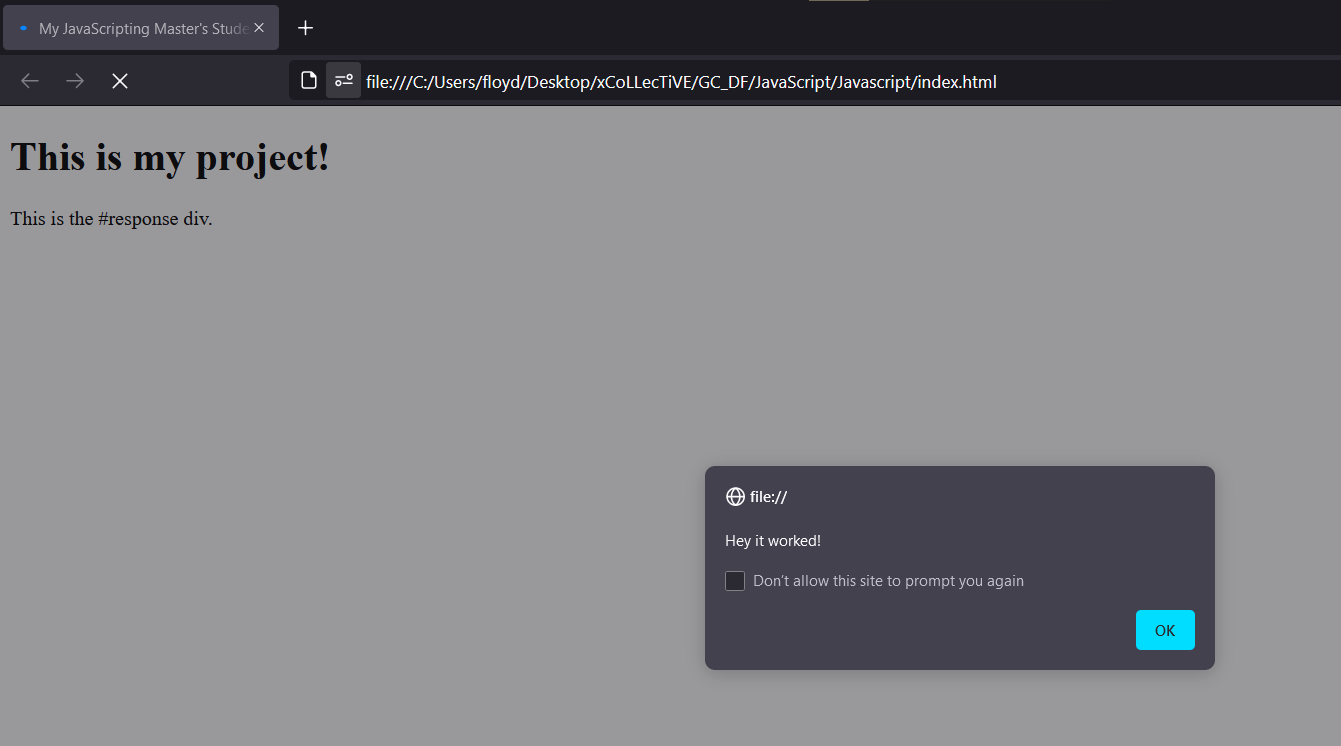 My JavaScripting Master's Stude
file:///C:/Users/floyd/Desktop/xCoLLecTiVE/GC_DF/JavaScript/Javascript/index.html
This is my project!
This is the #response div.
file://
Hey it worked!
Don't allow this site to prompt you again
OK